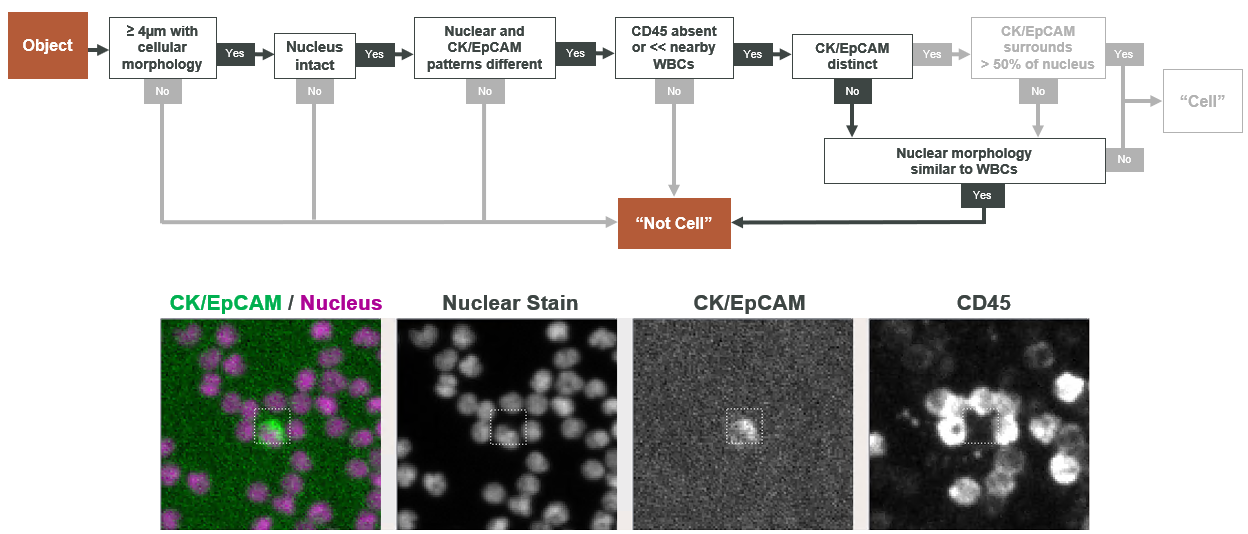 Object
≥ 4µm with
cellular
morphology
Yes
Nucleus
intact
Yes
Nuclear and
CK/EpCAM
patterns different
Yes
CD45 absent
or << nearby
WBCs
Yes
CK/EpCAM
distinct
Yes
CK/EpCAM
surrounds
> 50% of nucleus
Yes
No
No
No
No
No
No
“Cell”
Nuclear morphology
similar to WBCs
No
Yes
“Not Cell”
CK/EpCAM / Nucleus
Nuclear Stain
CK/EpCAM
CD45